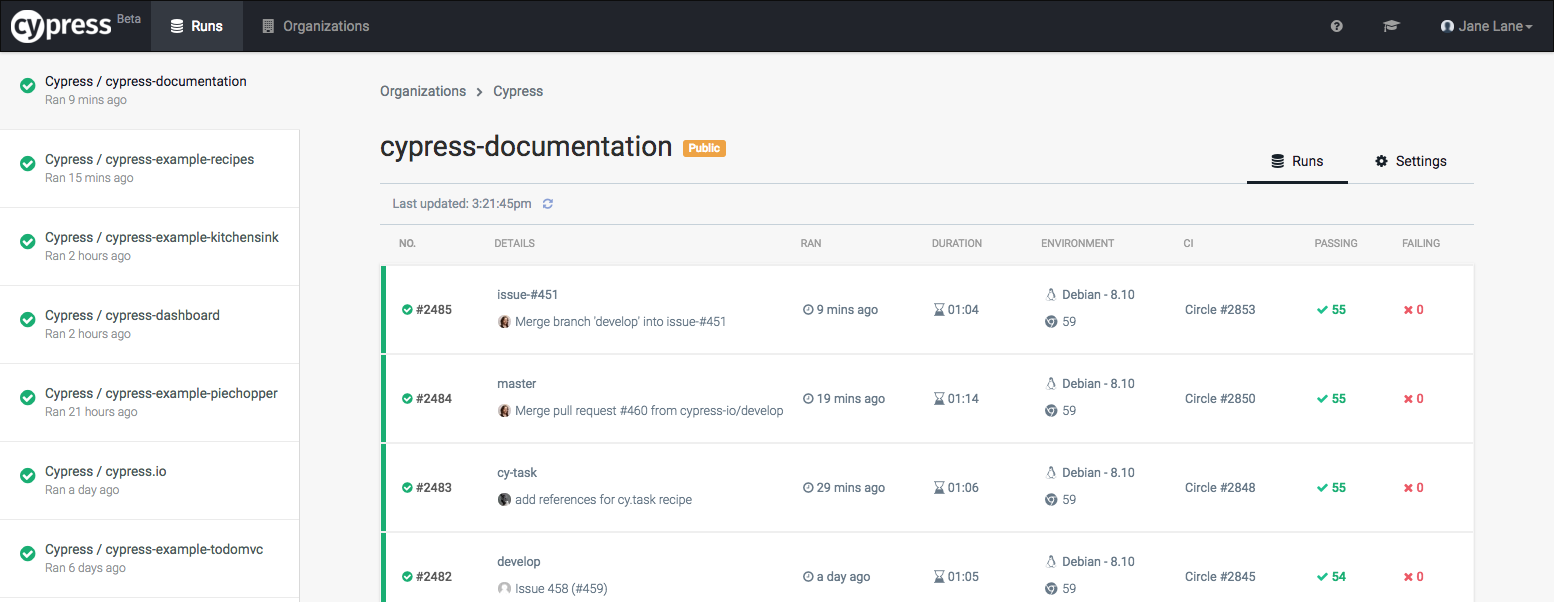 cypress Beta Runs Organizations Jane Lane
Cypress / cypress-documentation
Ran 9 mins ago
Cypress / cypress-example-recipes
Ran 15 mins ago
Cypress / cypress-example-kitchensink
Ran 2 hours ago
Cypress / cypress-dashboard
Ran 2 hours ago
Cypress / cypress-example-piechopper
Ran 21 hours ago
Cypress / cypress.io
Ran a day ago
Cypress / cypress-example-todomvc
Ran 6 days ago
Organizations > Cypress
cypress-documentation Public
Runs Settings
Last updated: 3:21:45pm
NO. DETAILS RAN DURATION ENVIRONMENT CI PASSING FAILING
issue-#451 Debian - 8.10
#2485 9 mins ago 01:04 Circle #2853 55 0
Merge branch 'develop' into issue-#451 59
master Debian - 8.10
#2484 19 mins ago 01:14 Circle #2850 55 0
Merge pull request #460 from cypress-io/develop 59
cy-task Debian - 8.10
#2483 29 mins ago 01:06 Circle #2848 55 0
add references for cy.task recipe 59
develop Debian - 8.10
#2482 a day ago 01:05 Circle #2845 54 0
Issue 458 (#459) 59